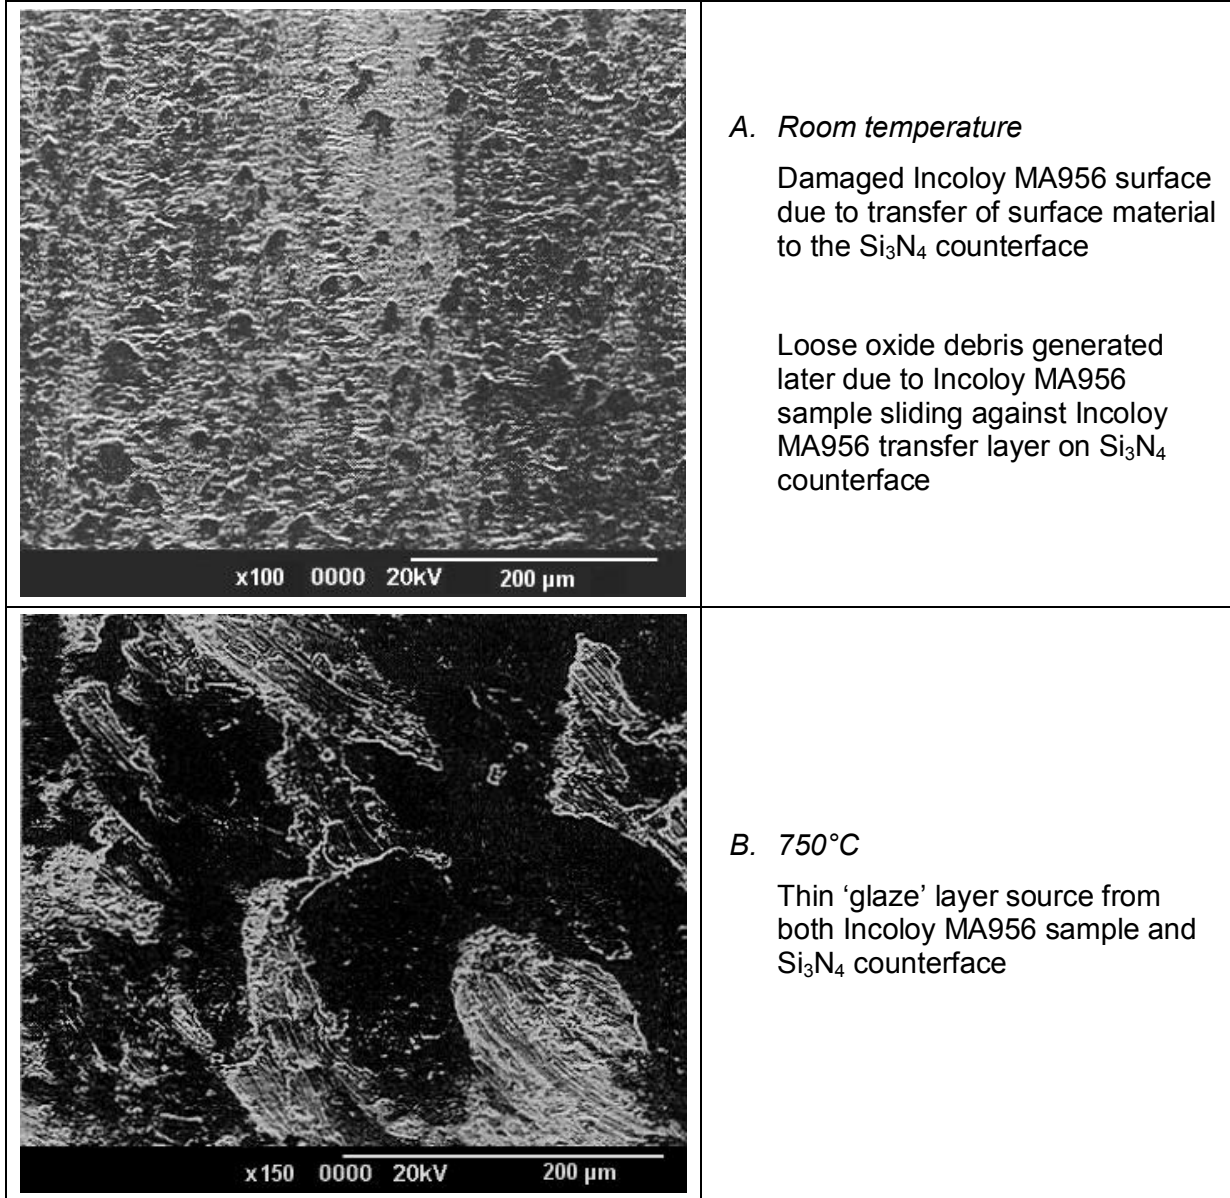 A. Room temperature
Damaged Incoloy MA956 surface
due to transfer of surface material
to the Si₃N₄ counterface
Loose oxide debris generated
later due to Incoloy MA956
sample sliding against Incoloy
MA956 transfer layer on Si₃N₄
counterface
x100 0000 20kV 200 µm
B. 750°C
Thin ‘glaze’ layer source from
both Incoloy MA956 sample and
Si₃N₄ counterface
x150 0000 20kV 200 µm